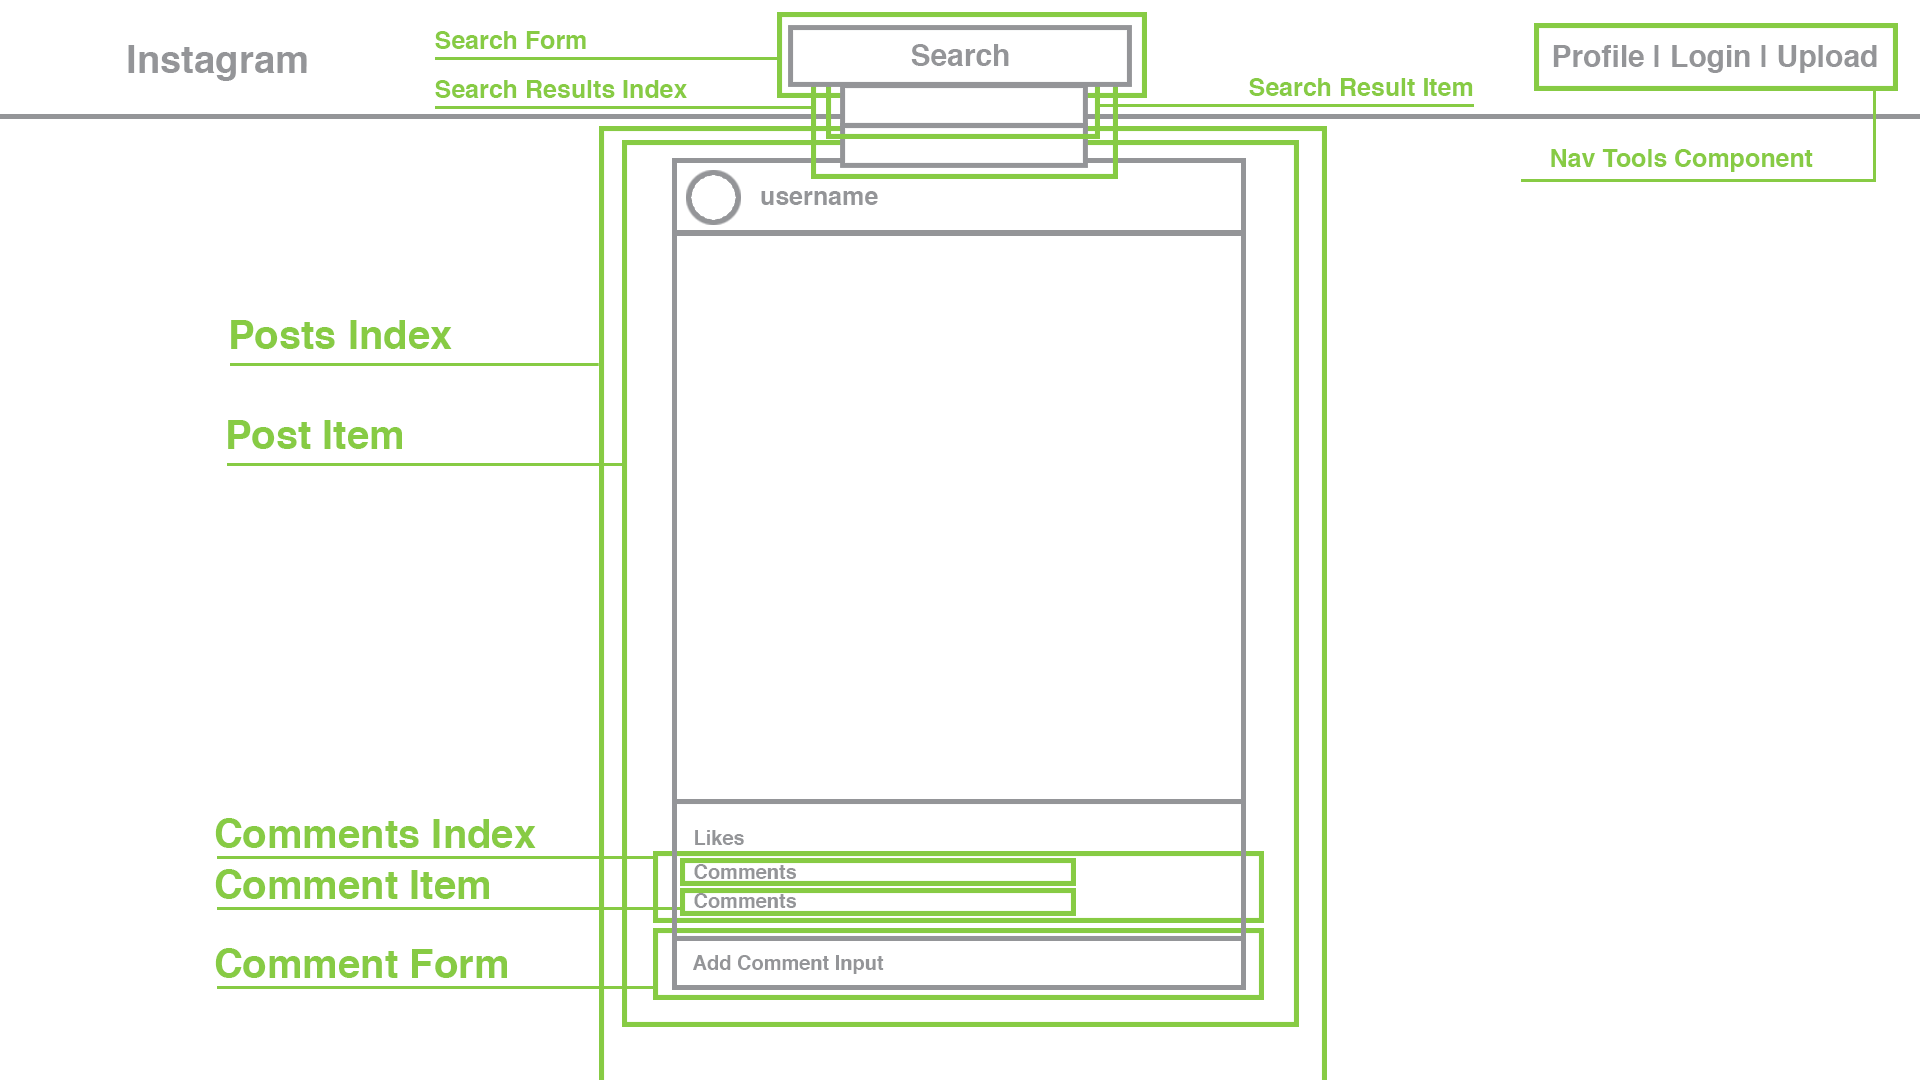 Instagram
Search Form
Search
Profile | Login | Upload
Search Results Index
Search Result Item
Nav Tools Component
username
Posts Index
Post Item
Likes
Comments Index
Comments
Comment Item
Comments
Comment Form
Add Comment Input